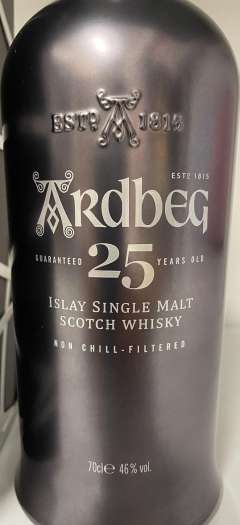 ESTD A 1815
ESTD 1815
ARDBEG
GUARANTEED 25 YEARS OLD
ISLAY SINGLE MALT
SCOTCH WHISKY
NON CHILL-FILTERED
70cl℮ 46% vol.